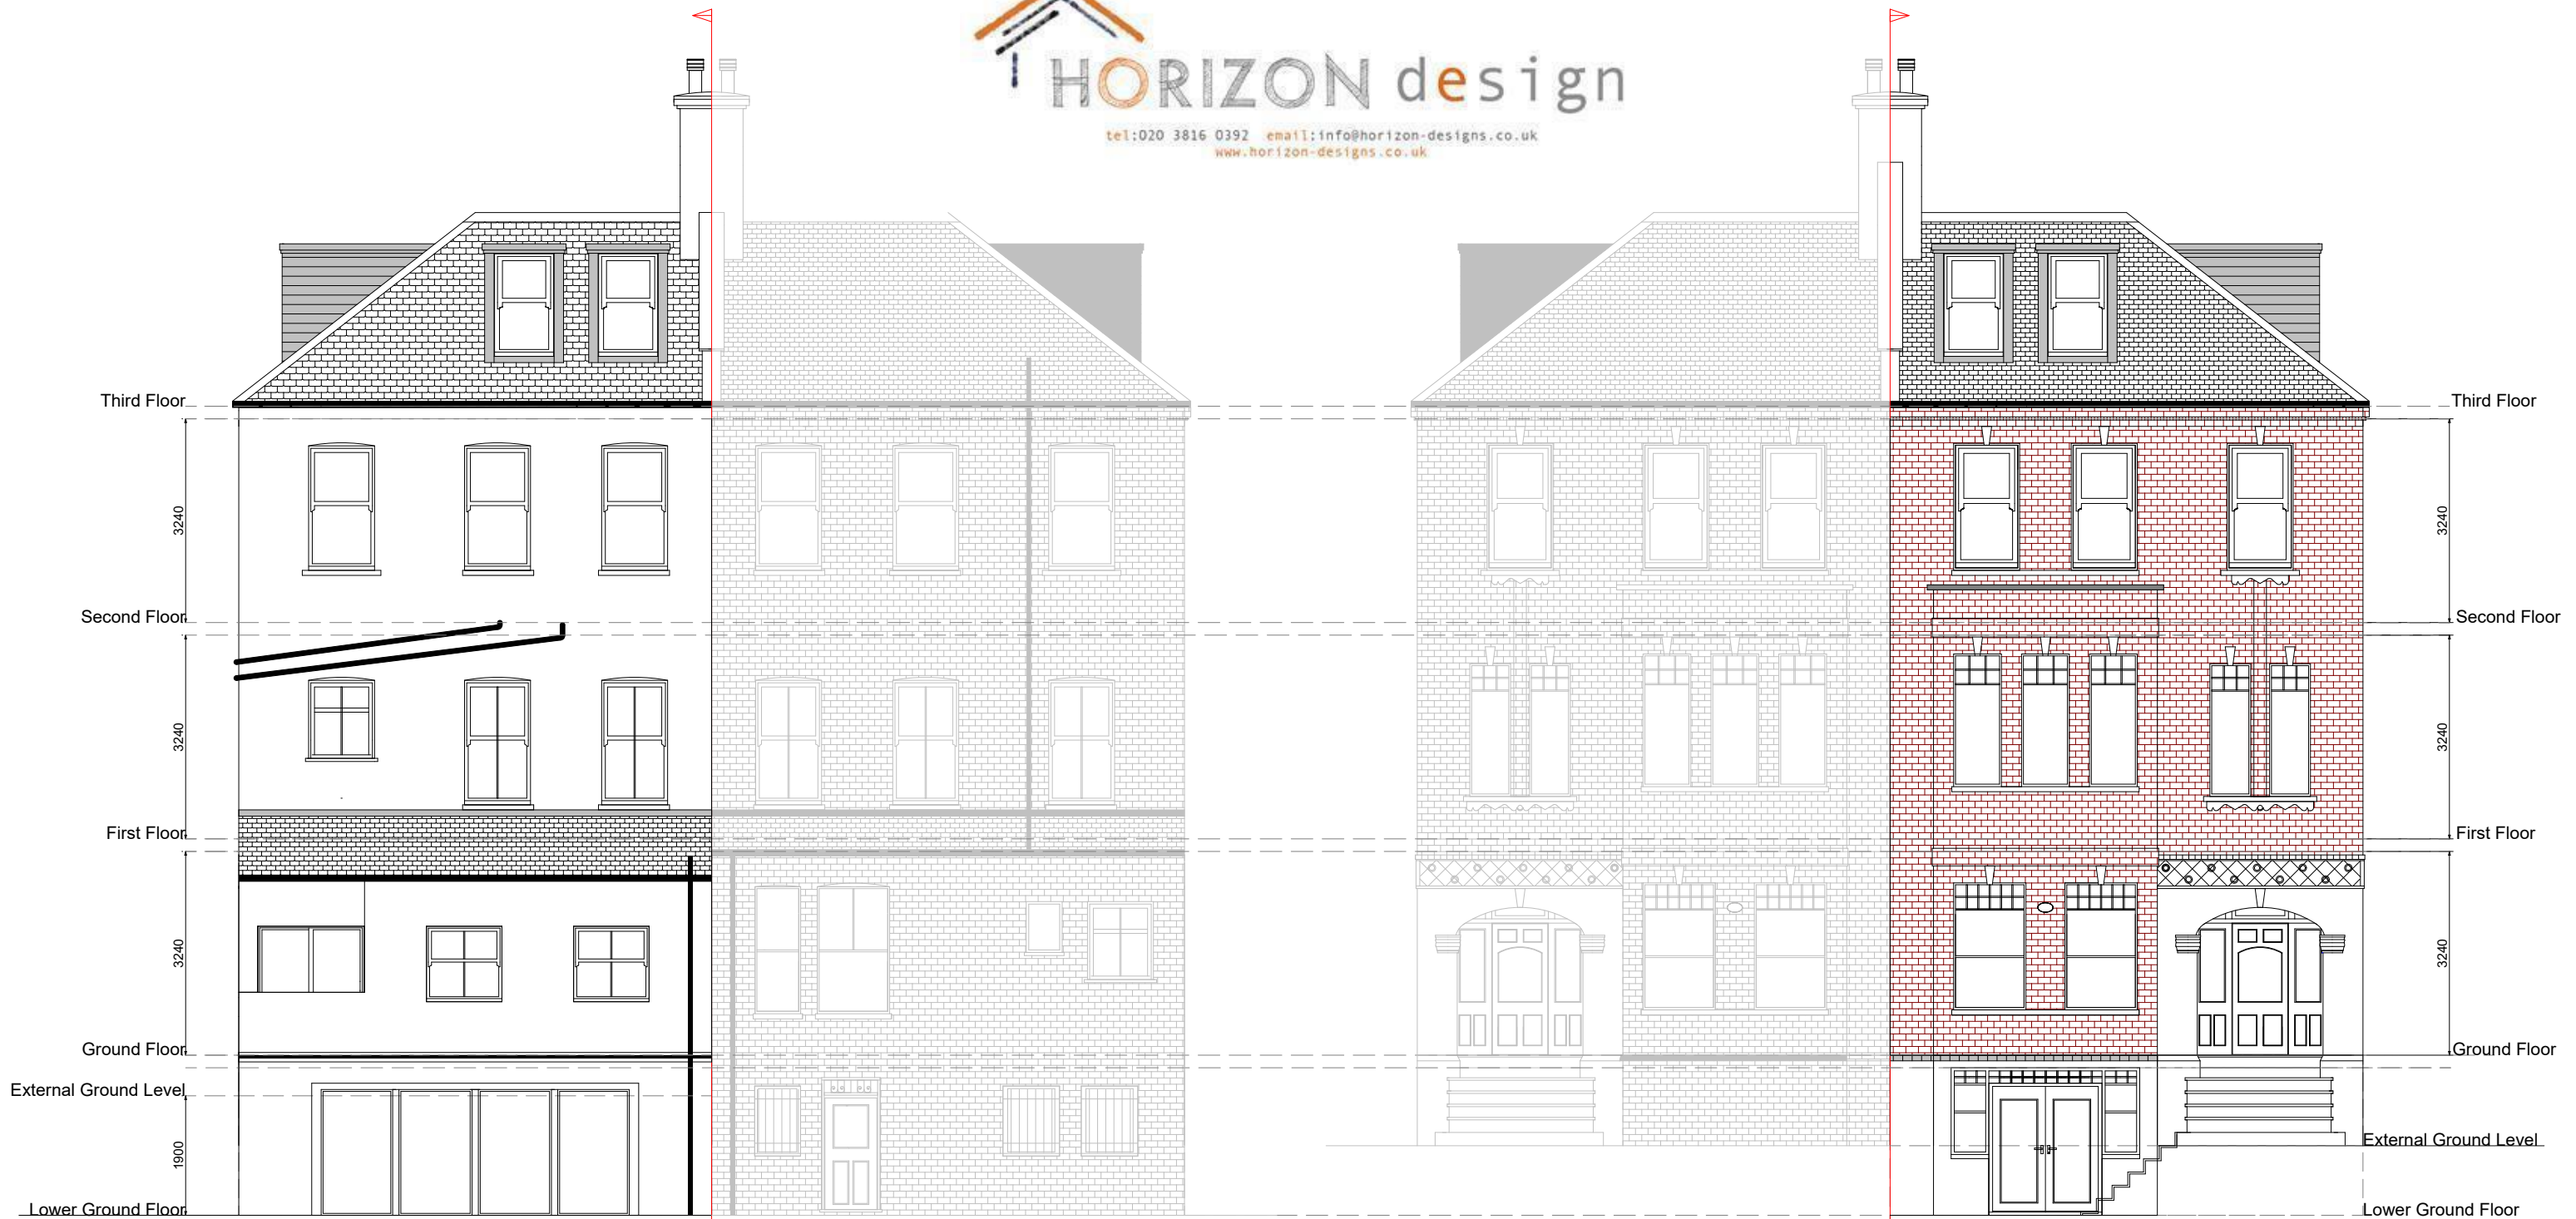 HORIZON design
tel:020 3816 0392 email:info@horizon-designs.co.uk
www.horizon-designs.co.uk
Third Floor
3240
Second Floor
3240
First Floor
3240
Ground Floor
External Ground Level
1900
Lower Ground Floor
Third Floor
3240
Second Floor
3240
First Floor
3240
Ground Floor
External Ground Level
Lower Ground Floor